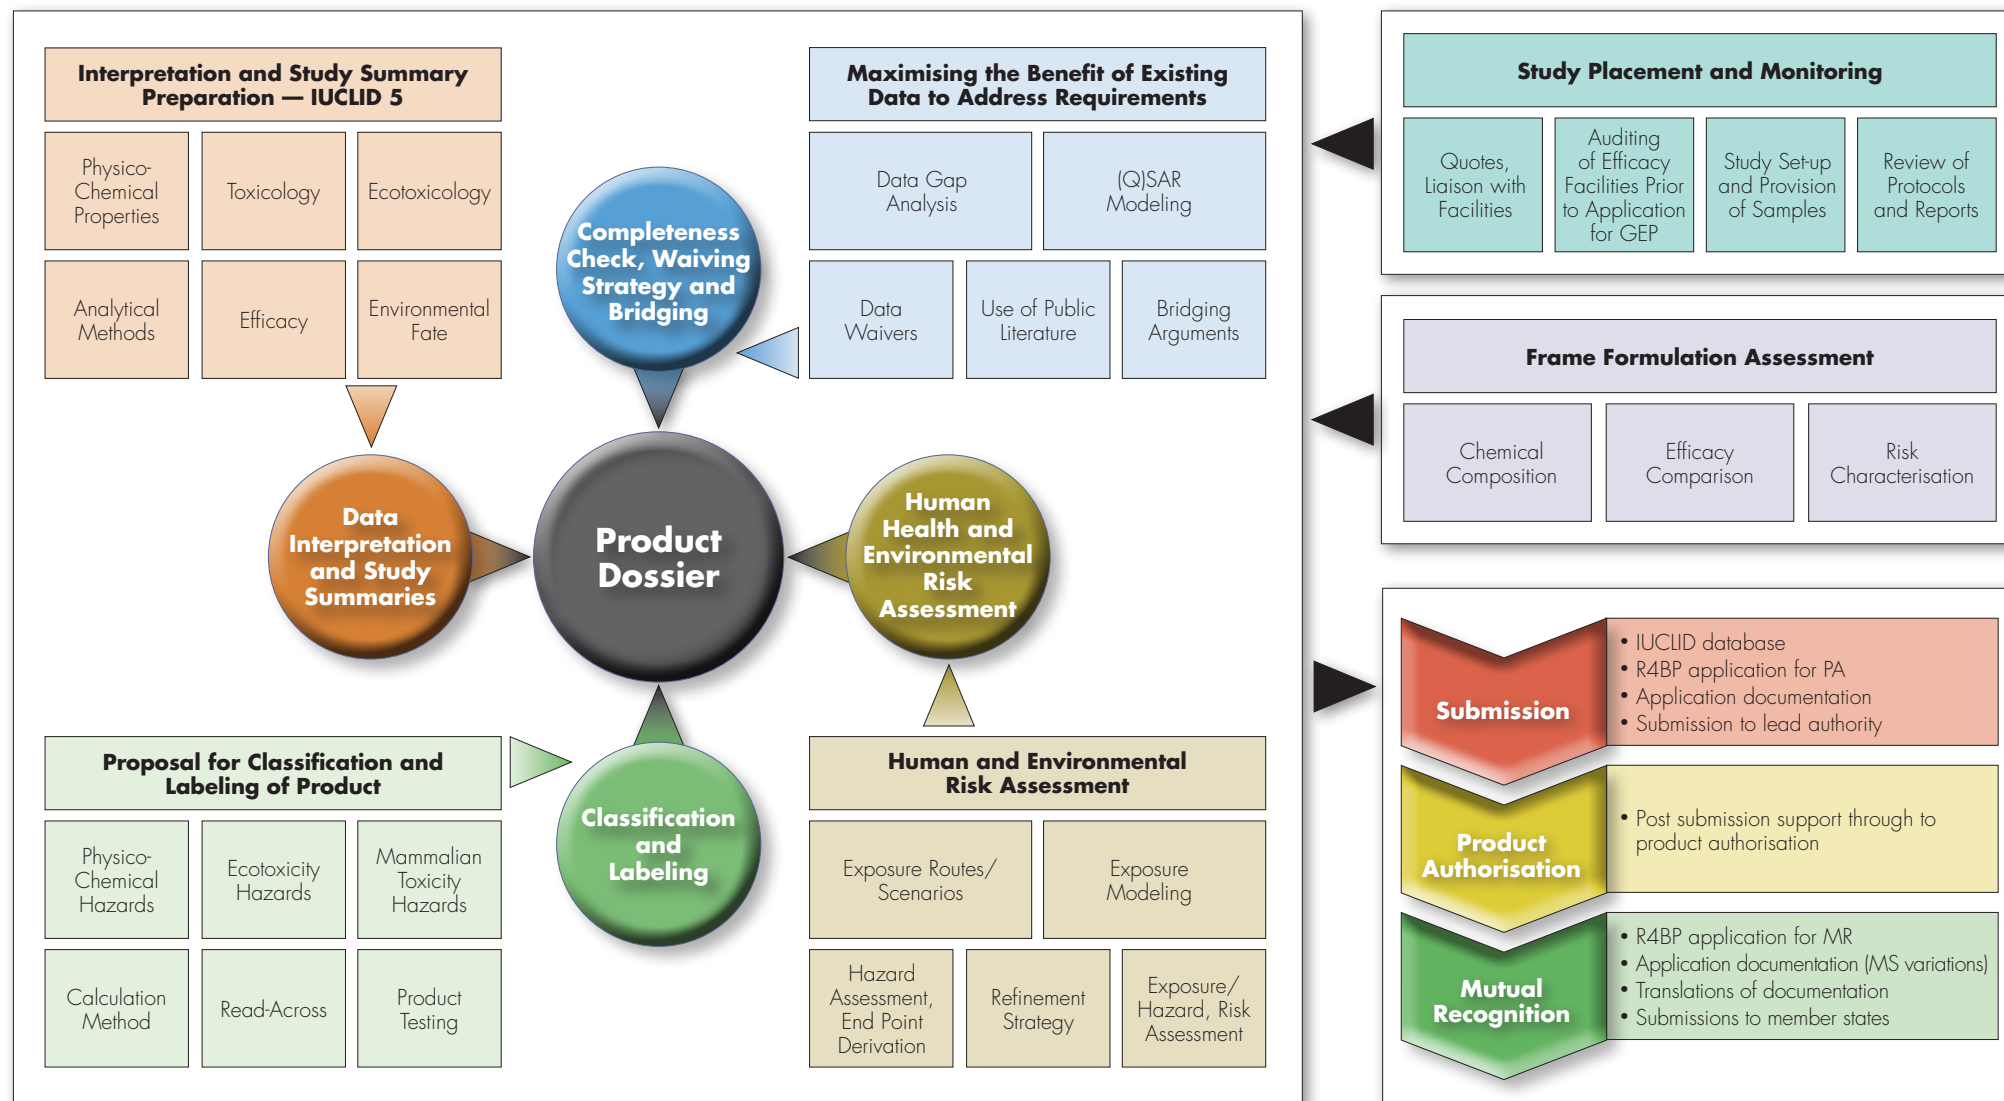 Interpretation and Study Summary
Preparation — IUCLID 5
Physico-
Chemical
Properties
Toxicology
Ecotoxicology
Analytical
Methods
Efficacy
Environmental
Fate
Maximising the Benefit of Existing
Data to Address Requirements
Data Gap
Analysis
(Q)SAR
Modeling
Data
Waivers
Use of Public
Literature
Bridging
Arguments
Completeness
Check, Waiving
Strategy and
Bridging
Data
Interpretation
and Study
Summaries
Product
Dossier
Human
Health and
Environmental
Risk
Assessment
Classification
and
Labeling
Proposal for Classification and
Labeling of Product
Physico-
Chemical
Hazards
Ecotoxicity
Hazards
Mammalian
Toxicity
Hazards
Calculation
Method
Read-Across
Product
Testing
Human and Environmental
Risk Assessment
Exposure Routes/
Scenarios
Exposure
Modeling
Hazard
Assessment,
End Point
Derivation
Refinement
Strategy
Exposure/
Hazard, Risk
Assessment
Study Placement and Monitoring
Quotes,
Liaison with
Facilities
Auditing
of Efficacy
Facilities Prior
to Application
for GEP
Study Set-up
and Provision
of Samples
Review of
Protocols
and Reports
Frame Formulation Assessment
Chemical
Composition
Efficacy
Comparison
Risk
Characterisation
Submission
• IUCLID database
• R4BP application for PA
• Application documentation
• Submission to lead authority
Product
Authorisation
• Post submission support through to
product authorisation
Mutual
Recognition
• R4BP application for MR
• Application documentation (MS variations)
• Translations of documentation
• Submissions to member states